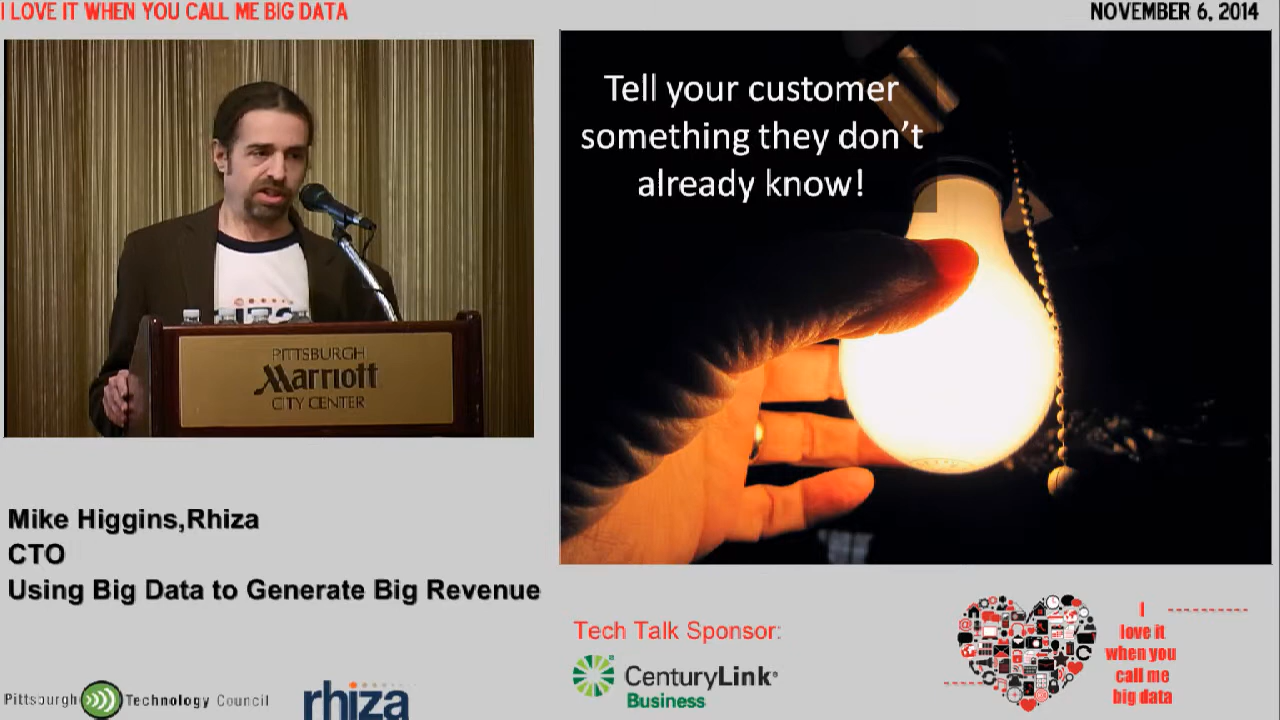 I LOVE IT WHEN YOU CALL ME BIG DATA
NOVEMBER 6, 2014
Tell your customer
something they don't
already know!
PITTSBURGH
Marriott
CITY CENTER
Mike Higgins,Rhiza
CTO
Using Big Data to Generate Big Revenue
Tech Talk Sponsor:
CenturyLink®
Business
I
love it
when you
call me
big data
Pittsburgh Technology Council
rhiza